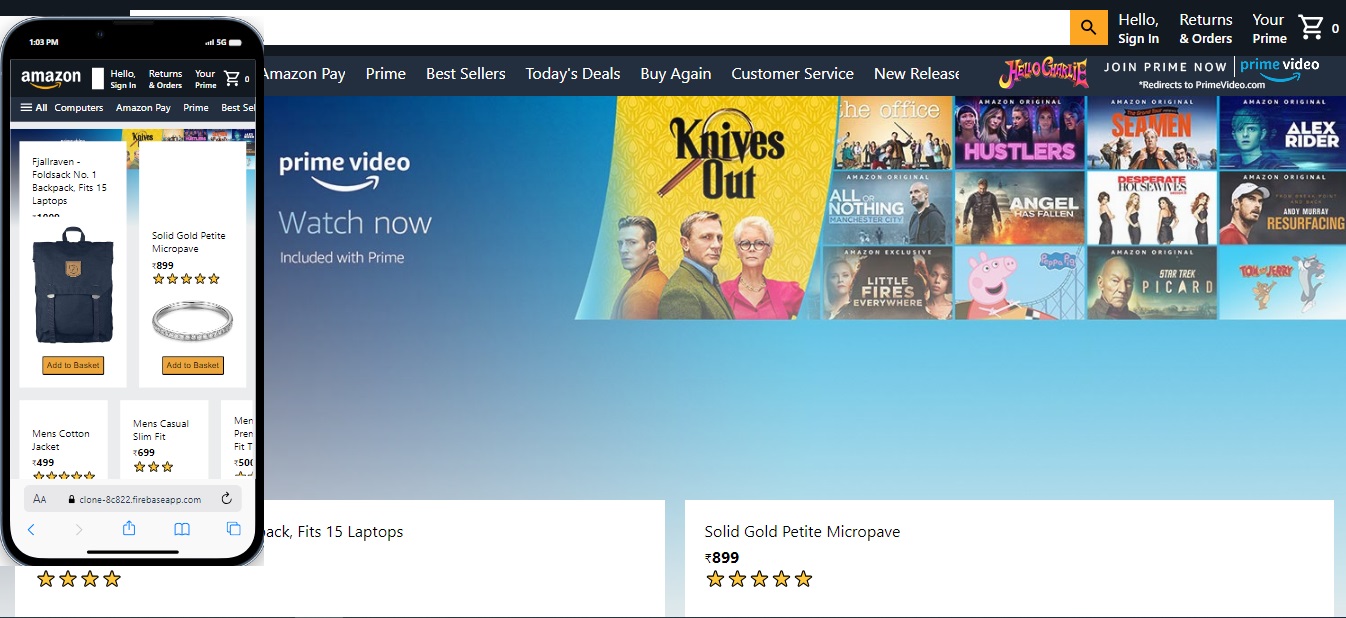 1:03 PM
5G
amazon
Hello,
Sign In
Returns
& Orders
Your
Prime
0
All Computers Amazon Pay Prime Best Sel
Knives
Fjallraven -
Foldsack No. 1
Backpack, Fits 15
Laptops
Solid Gold Petite
Micropave
₹899
Add to Basket
Add to Basket
Mens Cotton
Jacket
₹499
Mens Casual
Slim Fit
₹699
Men
Pren
Fit T
₹500
AA
clone-8c822.firebaseapp.com
Hello,
Sign In
Returns
& Orders
Your
Prime
0
Amazon Pay Prime Best Sellers Today's Deals Buy Again Customer Service New Release
HELLO CHARLIE
JOIN PRIME NOW
prime video
*Redirects to PrimeVideo.com
prime video
Watch now
Included with Prime
Knives
Out
the office
AMAZON ORIGINAL
HUSTLERS
AMAZON ORIGINAL
SEAMEN
AMAZON ORIGINAL
ALEX
RIDER
AMAZON ORIGINAL
ALL OR
NOTHING
MANCHESTER CITY
ANGEL
HAS FALLEN
DESPERATE
HOUSEWIVES
AMAZON ORIGINAL
ANDY MURRAY
RESURFACING
AMAZON EXCLUSIVE
LITTLE
FIRES
EVERYWHERE
Peppa Pig
STAR TREK
PICARD
TOM AND JERRY
ack, Fits 15 Laptops
Solid Gold Petite Micropave
₹899